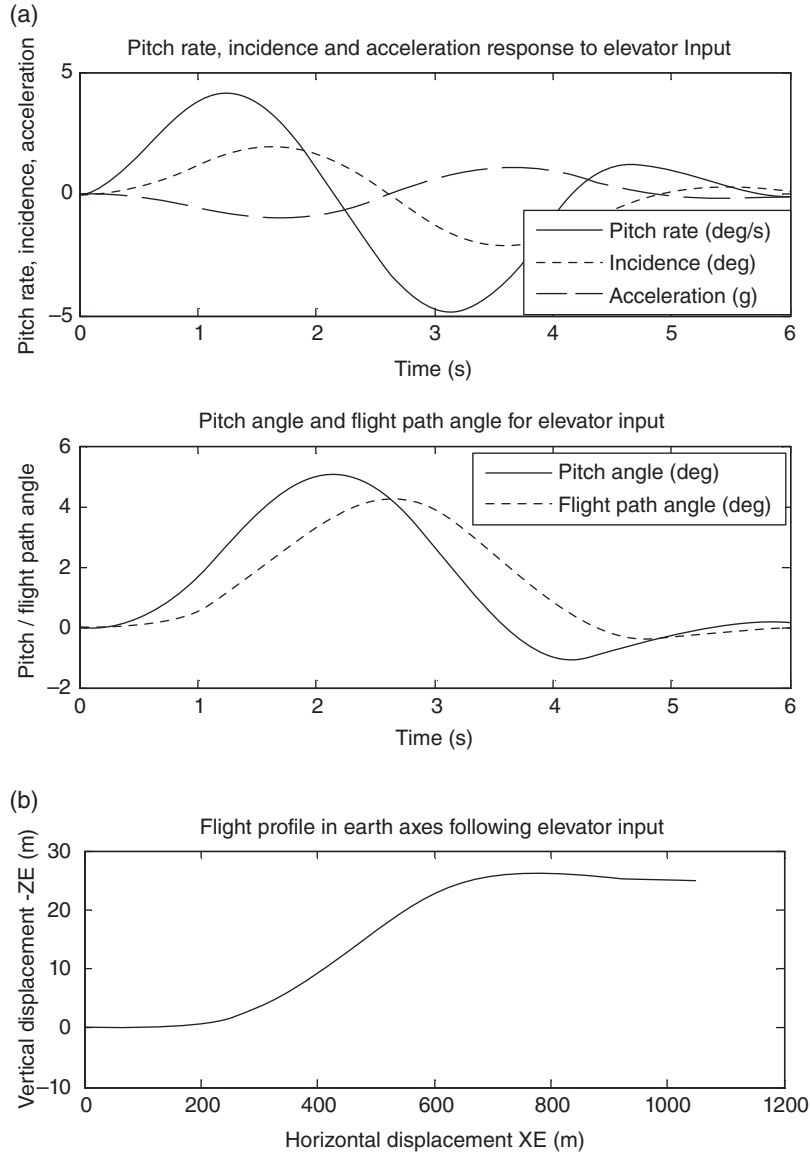 (a)
Pitch rate, incidence and acceleration response to elevator Input
Pitch rate, incidence, acceleration
5
0
–5
0 1 2 3 4 5 6
Time (s)
Pitch rate (deg/s)
Incidence (deg)
Acceleration (g)
Pitch angle and flight path angle for elevator input
Pitch / flight path angle
6
4
2
0
–2
0 1 2 3 4 5 6
Time (s)
Pitch angle (deg)
Flight path angle (deg)
(b)
Flight profile in earth axes following elevator input
Vertical displacement -ZE (m)
30
20
10
0
–10
0 200 400 600 800 1000 1200
Horizontal displacement XE (m)